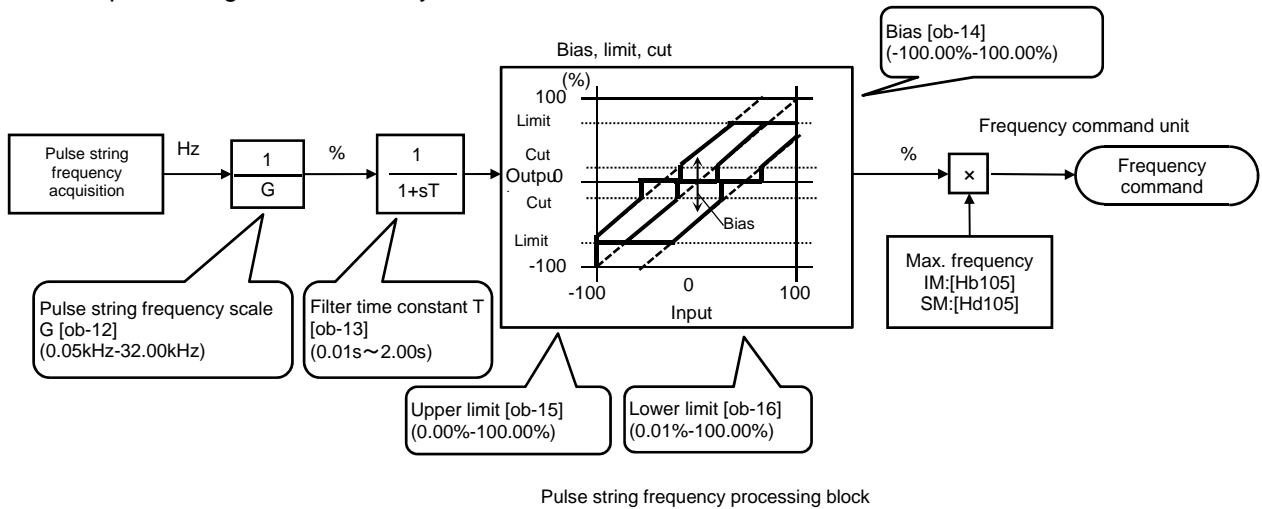 Bias [ob-14]
(-100.00%-100.00%)
Bias, limit, cut
(%)
100
Limit
Cut
Outpu0
Cut
Limit
-100
Bias
-100
0
100
Input
Pulse string
frequency
acquisition
Hz
1
G
%
1
1+sT
%
×
Frequency command unit
Frequency
command
Max. frequency
IM:[Hb105]
SM:[Hd105]
Pulse string frequency scale
G [ob-12]
(0.05kHz-32.00kHz)
Filter time constant T
[ob-13]
(0.01s～2.00s)
Upper limit [ob-15]
(0.00%-100.00%)
Lower limit [ob-16]
(0.01%-100.00%)
Pulse string frequency processing block